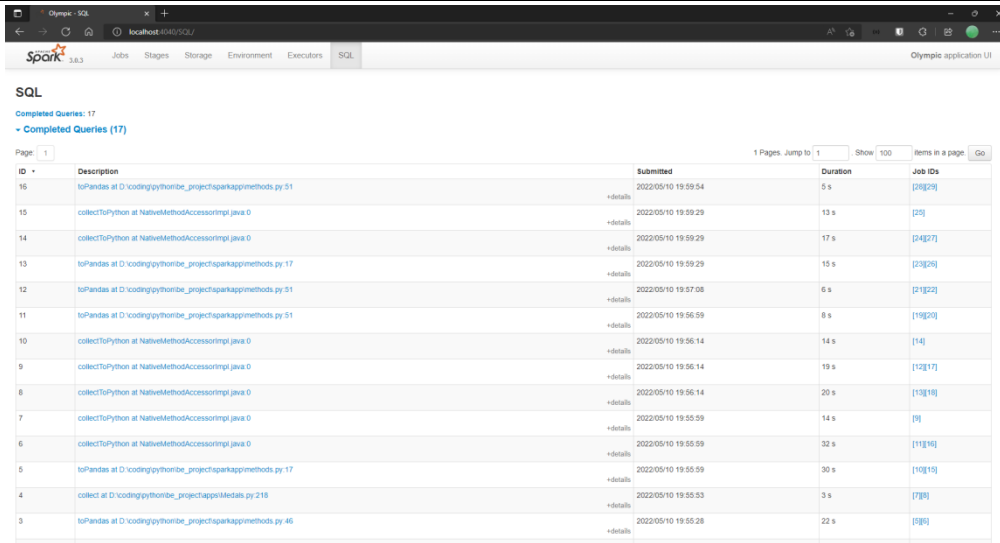 Olympic - SQL
localhost:4040/SQL/
APACHE Spark 3.0.3 Jobs Stages Storage Environment Executors SQL Olympic application UI
SQL
Completed Queries: 17
Completed Queries (17)
Page: 1 1 Pages. Jump to 1 . Show 100 items in a page. Go
ID Description Submitted Duration Job IDs
16 toPandas at D:\coding\python\be_project\sparkapp\methods.py:51 +details 2022/05/10 19:59:54 5 s [28][29]
15 collectToPython at NativeMethodAccessorImpl.java:0 +details 2022/05/10 19:59:29 13 s [25]
14 collectToPython at NativeMethodAccessorImpl.java:0 +details 2022/05/10 19:59:29 17 s [24][27]
13 toPandas at D:\coding\python\be_project\sparkapp\methods.py:17 +details 2022/05/10 19:59:29 15 s [23][26]
12 toPandas at D:\coding\python\be_project\sparkapp\methods.py:51 +details 2022/05/10 19:57:08 6 s [21][22]
11 toPandas at D:\coding\python\be_project\sparkapp\methods.py:51 +details 2022/05/10 19:56:59 8 s [19][20]
10 collectToPython at NativeMethodAccessorImpl.java:0 +details 2022/05/10 19:56:14 14 s [14]
9 collectToPython at NativeMethodAccessorImpl.java:0 +details 2022/05/10 19:56:14 19 s [12][17]
8 collectToPython at NativeMethodAccessorImpl.java:0 +details 2022/05/10 19:56:14 20 s [13][18]
7 collectToPython at NativeMethodAccessorImpl.java:0 +details 2022/05/10 19:55:59 14 s [9]
6 collectToPython at NativeMethodAccessorImpl.java:0 +details 2022/05/10 19:55:59 32 s [11][16]
5 toPandas at D:\coding\python\be_project\sparkapp\methods.py:17 +details 2022/05/10 19:55:59 30 s [10][15]
4 collect at D:\coding\python\be_project\apps\Medals.py:218 +details 2022/05/10 19:55:53 3 s [7][8]
3 toPandas at D:\coding\python\be_project\sparkapp\methods.py:46 +details 2022/05/10 19:55:28 22 s [5][6]